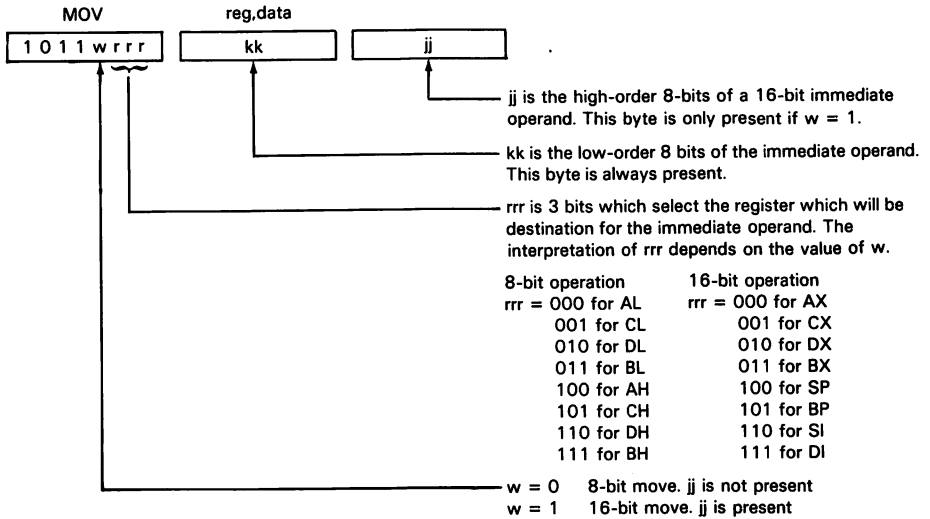 MOV reg,data
1 0 1 1 w r r r kk jj
jj is the high-order 8-bits of a 16-bit immediate
operand. This byte is only present if w = 1.
kk is the low-order 8 bits of the immediate operand.
This byte is always present.
rrr is 3 bits which select the register which will be
destination for the immediate operand. The
interpretation of rrr depends on the value of w.
8-bit operation 16-bit operation
rrr = 000 for AL rrr = 000 for AX
001 for CL 001 for CX
010 for DL 010 for DX
011 for BL 011 for BX
100 for AH 100 for SP
101 for CH 101 for BP
110 for DH 110 for SI
111 for BH 111 for DI
w = 0 8-bit move. jj is not present
w = 1 16-bit move. jj is present